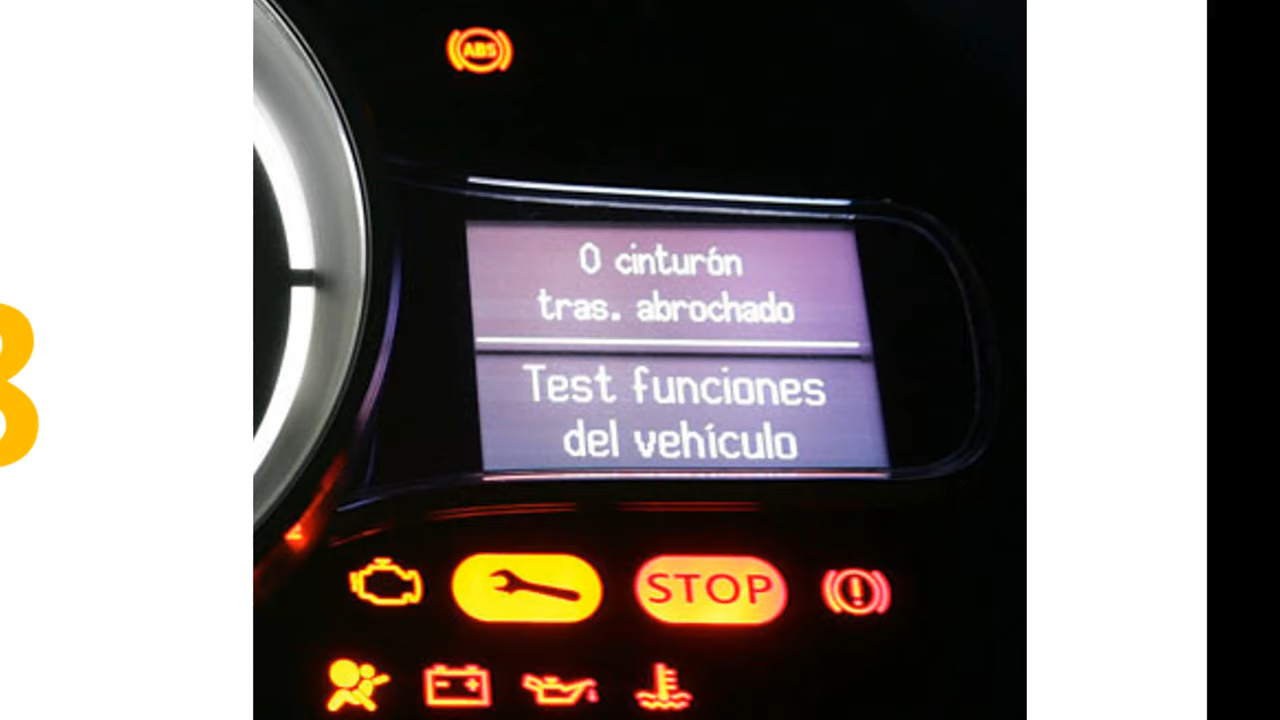 ABS
0 cinturón
tras. abrochado
Test funciones
del vehículo
STOP